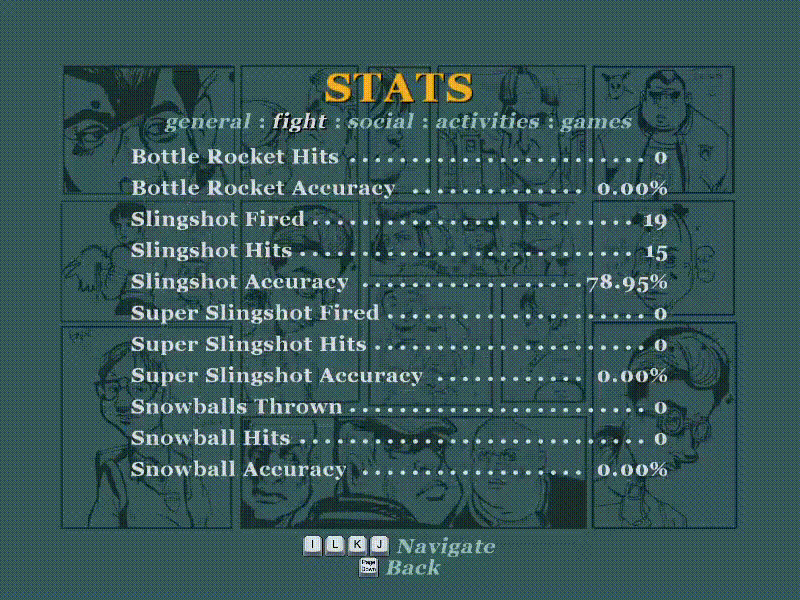 STATS
general : fight : social : activities : games
Bottle Rocket Hits ........................ 0
Bottle Rocket Accuracy .............. 0.00%
Slingshot Fired .......................... 19
Slingshot Hits ........................... 15
Slingshot Accuracy .................. 78.95%
Super Slingshot Fired ..................... 0
Super Slingshot Hits ...................... 0
Super Slingshot Accuracy ............ 0.00%
Snowballs Thrown ........................ 0
Snowball Hits ............................ 0
Snowball Accuracy .................. 0.00%
I L K J Navigate
Page Down Back